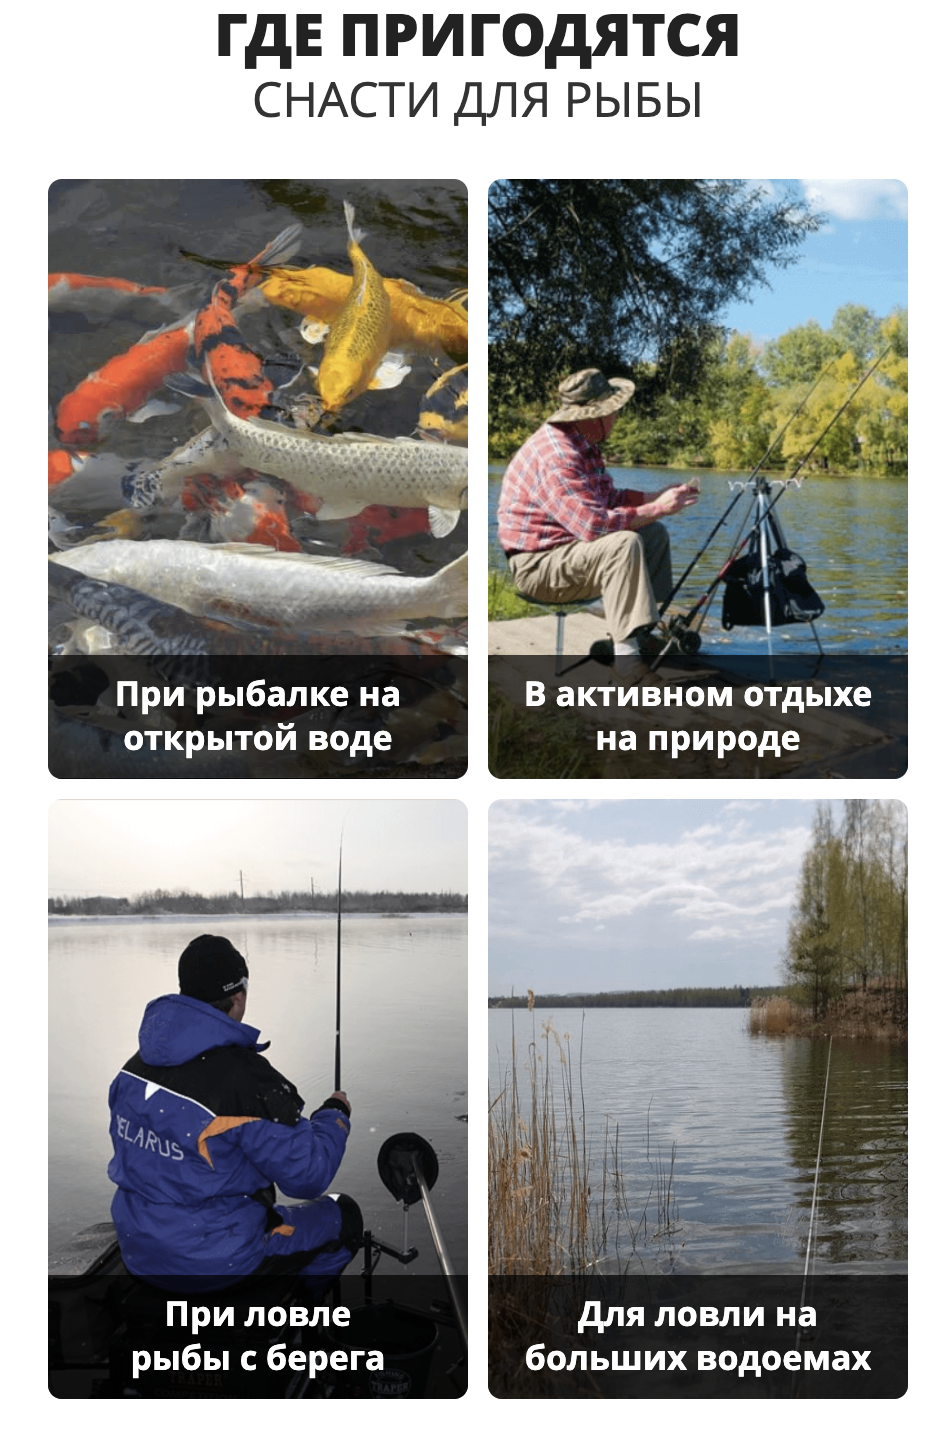 ГДЕ ПРИГОДЯТСЯ
СНАСТИ ДЛЯ РЫБЫ
При рыбалке на
открытой воде
В активном отдыхе
на природе
BELARUS
При ловле
рыбы с берега
TRAPER
Для ловли на
больших водоемах